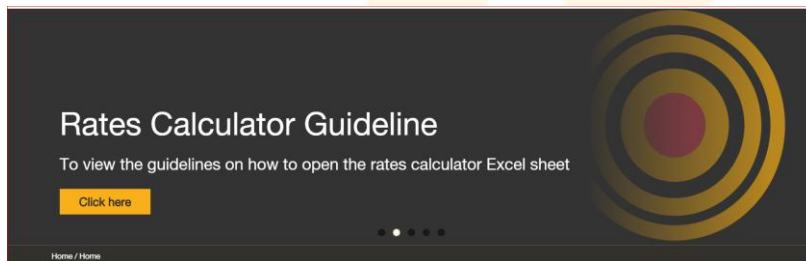 Rates Calculator Guideline
To view the guidelines on how to open the rates calculator Excel sheet
Click here
Home / Home